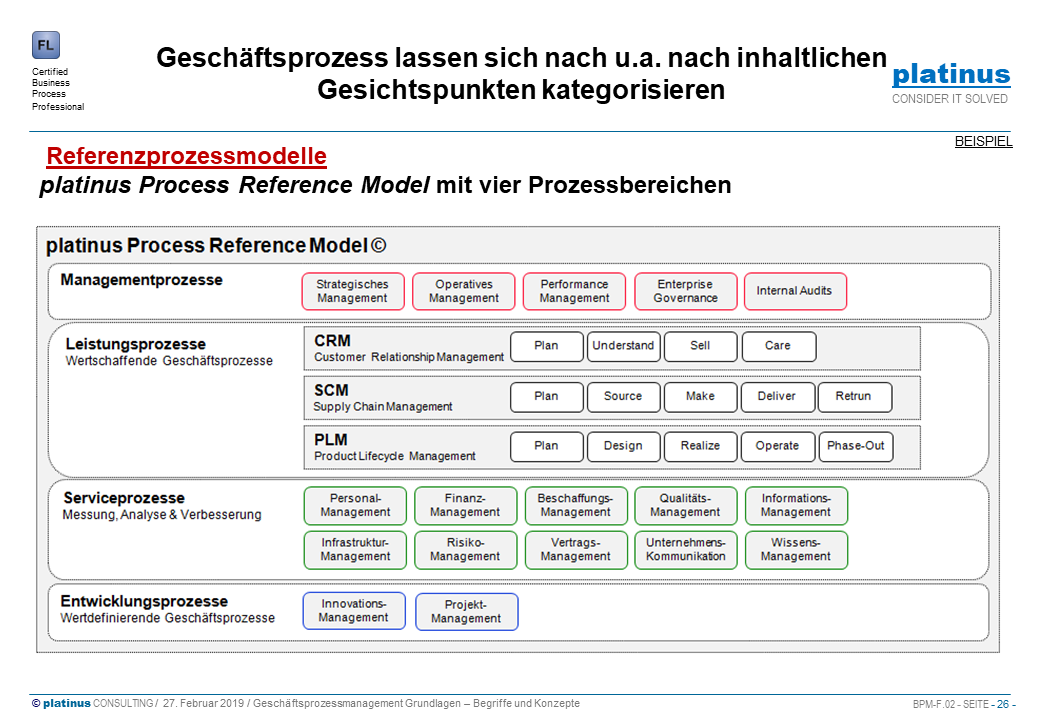 FL
Certified
Business
Process
Professional
Geschäftsprozess lassen sich nach u.a. nach inhaltlichen
Gesichtspunkten kategorisieren
platinus
CONSIDER IT SOLVED
BEISPIEL
Referenzprozessmodelle
platinus Process Reference Model mit vier Prozessbereichen
platinus Process Reference Model ©
Managementprozesse
Strategisches
Management
Operatives
Management
Performance
Management
Enterprise
Governance
Internal Audits
Leistungsprozesse
Wertschaffende Geschäftsprozesse
CRM
Customer Relationship Management
Plan
Understand
Sell
Care
SCM
Supply Chain Management
Plan
Source
Make
Deliver
Retrun
PLM
Product Lifecycle Management
Plan
Design
Realize
Operate
Phase-Out
Serviceprozesse
Messung, Analyse & Verbesserung
Personal-
Management
Finanz-
Management
Beschaffungs-
Management
Qualitäts-
Management
Informations-
Management
Infrastruktur-
Management
Risiko-
Management
Vertrags-
Management
Unternehmens-
Kommunikation
Wissens-
Management
Entwicklungsprozesse
Wertdefinierende Geschäftsprozesse
Innovations-
Management
Projekt-
Management
© platinus CONSULTING / 27. Februar 2019 / Geschäftsprozessmanagement Grundlagen – Begriffe und Konzepte
BPM-F.02 - SEITE - 26 -